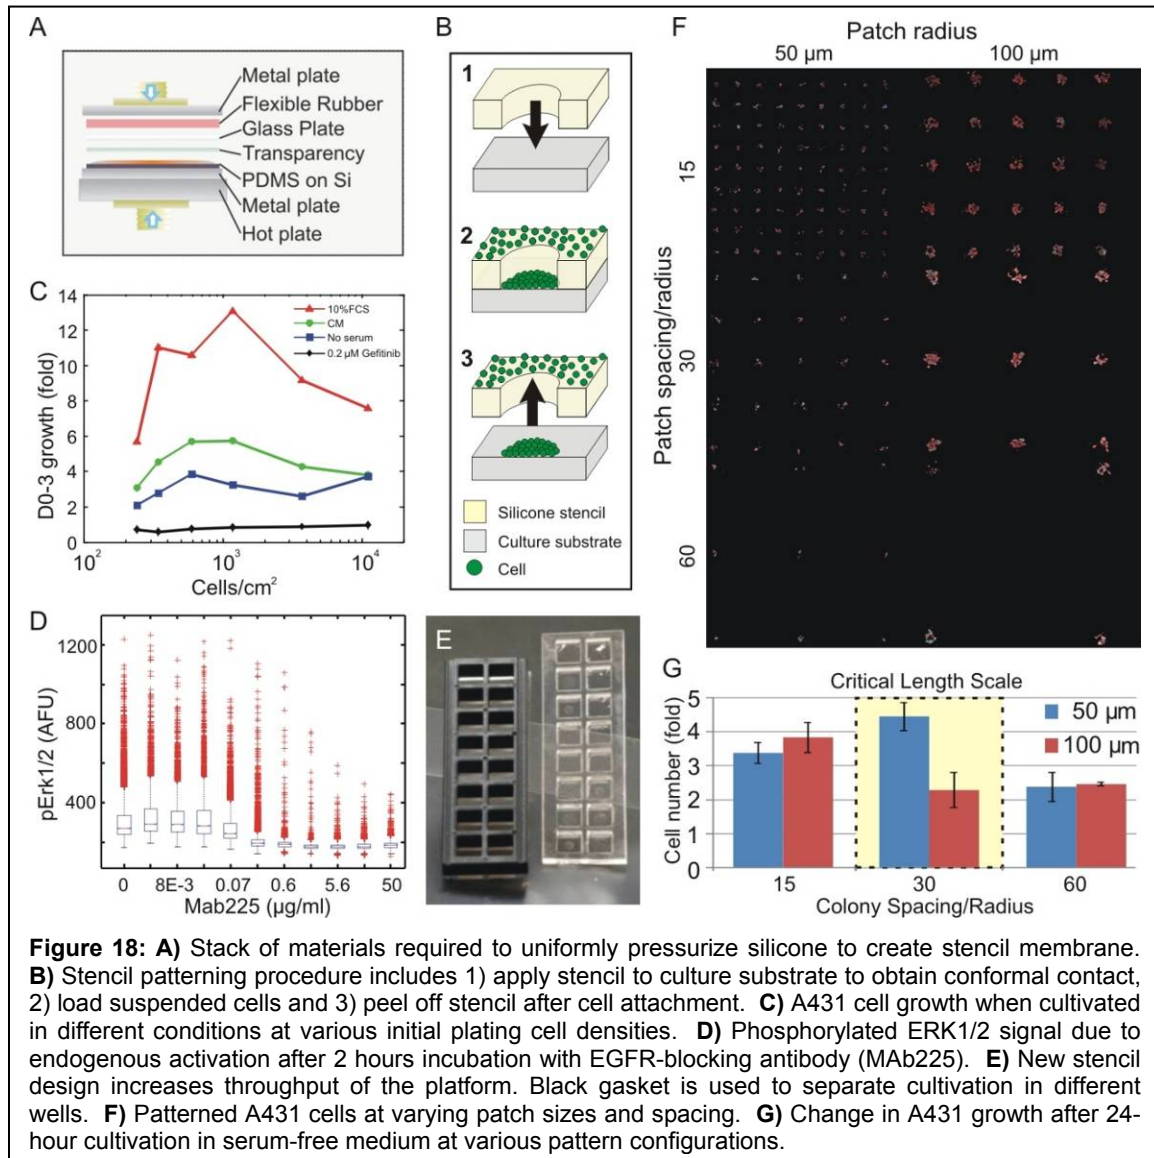 A
Metal plate
Flexible Rubber
Glass Plate
Transparency
PDMS on Si
Metal plate
Hot plate
B
1
2
3
Silicone stencil
Culture substrate
Cell
C
14
12
10
8
6
4
2
0
D0-3 growth (fold)
10%FCS
CM
No serum
0.2 µM Gefitinib
10² 10³ 10⁴
Cells/cm²
D
1200
800
400
pErk1/2 (AFU)
0 8E-3 0.07 0.6 5.6 50
Mab225 (µg/ml)
E
F
Patch radius
50 µm 100 µm
Patch spacing/radius
15
30
60
G
Critical Length Scale
5
4
3
2
1
0
Cell number (fold)
50 µm
100 µm
15 30 60
Colony Spacing/Radius
Figure 18: A) Stack of materials required to uniformly pressurize silicone to create stencil membrane.
B) Stencil patterning procedure includes 1) apply stencil to culture substrate to obtain conformal contact,
2) load suspended cells and 3) peel off stencil after cell attachment. C) A431 cell growth when cultivated
in different conditions at various initial plating cell densities. D) Phosphorylated ERK1/2 signal due to
endogenous activation after 2 hours incubation with EGFR-blocking antibody (MAb225). E) New stencil
design increases throughput of the platform. Black gasket is used to separate cultivation in different
wells. F) Patterned A431 cells at varying patch sizes and spacing. G) Change in A431 growth after 24-
hour cultivation in serum-free medium at various pattern configurations.